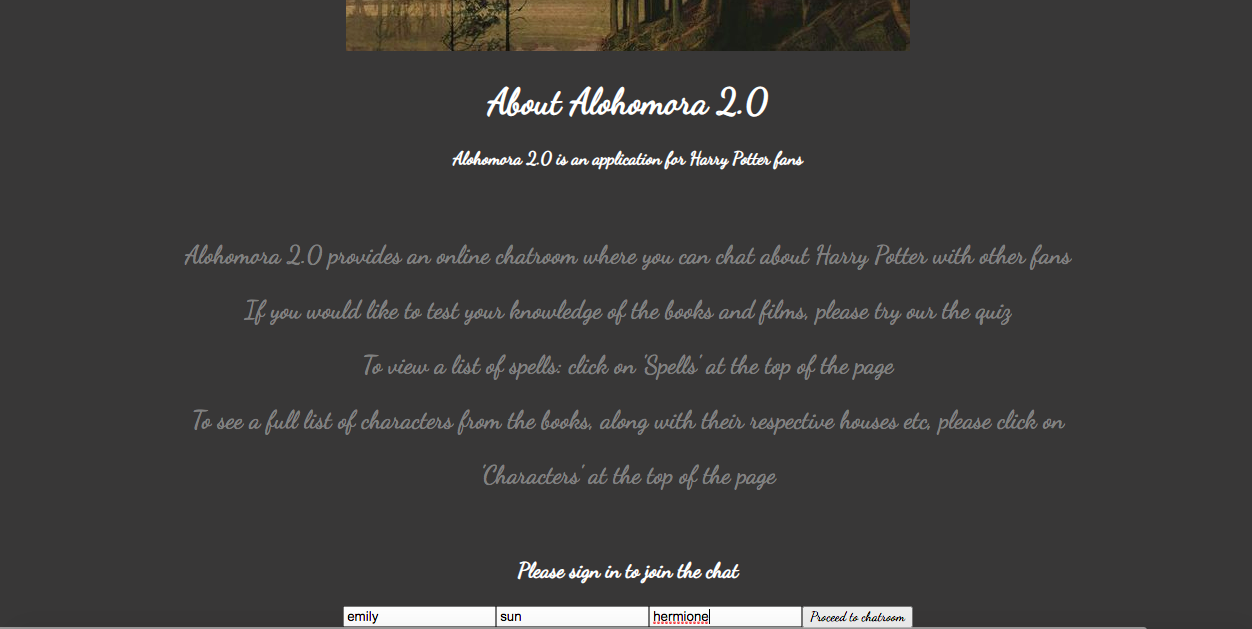 About Alohomora 2.0
Alohomora 2.0 is an application for Harry Potter fans
Alohomora 2.0 provides an online chatroom where you can chat about Harry Potter with other fans
If you would like to test your knowledge of the books and films, please try our the quiz
To view a list of spells: click on 'Spells' at the top of the page
To see a full list of characters from the books, along with their respective houses etc, please click on
'Characters' at the top of the page
Please sign in to join the chat
emily sun hermione Proceed to chatroom